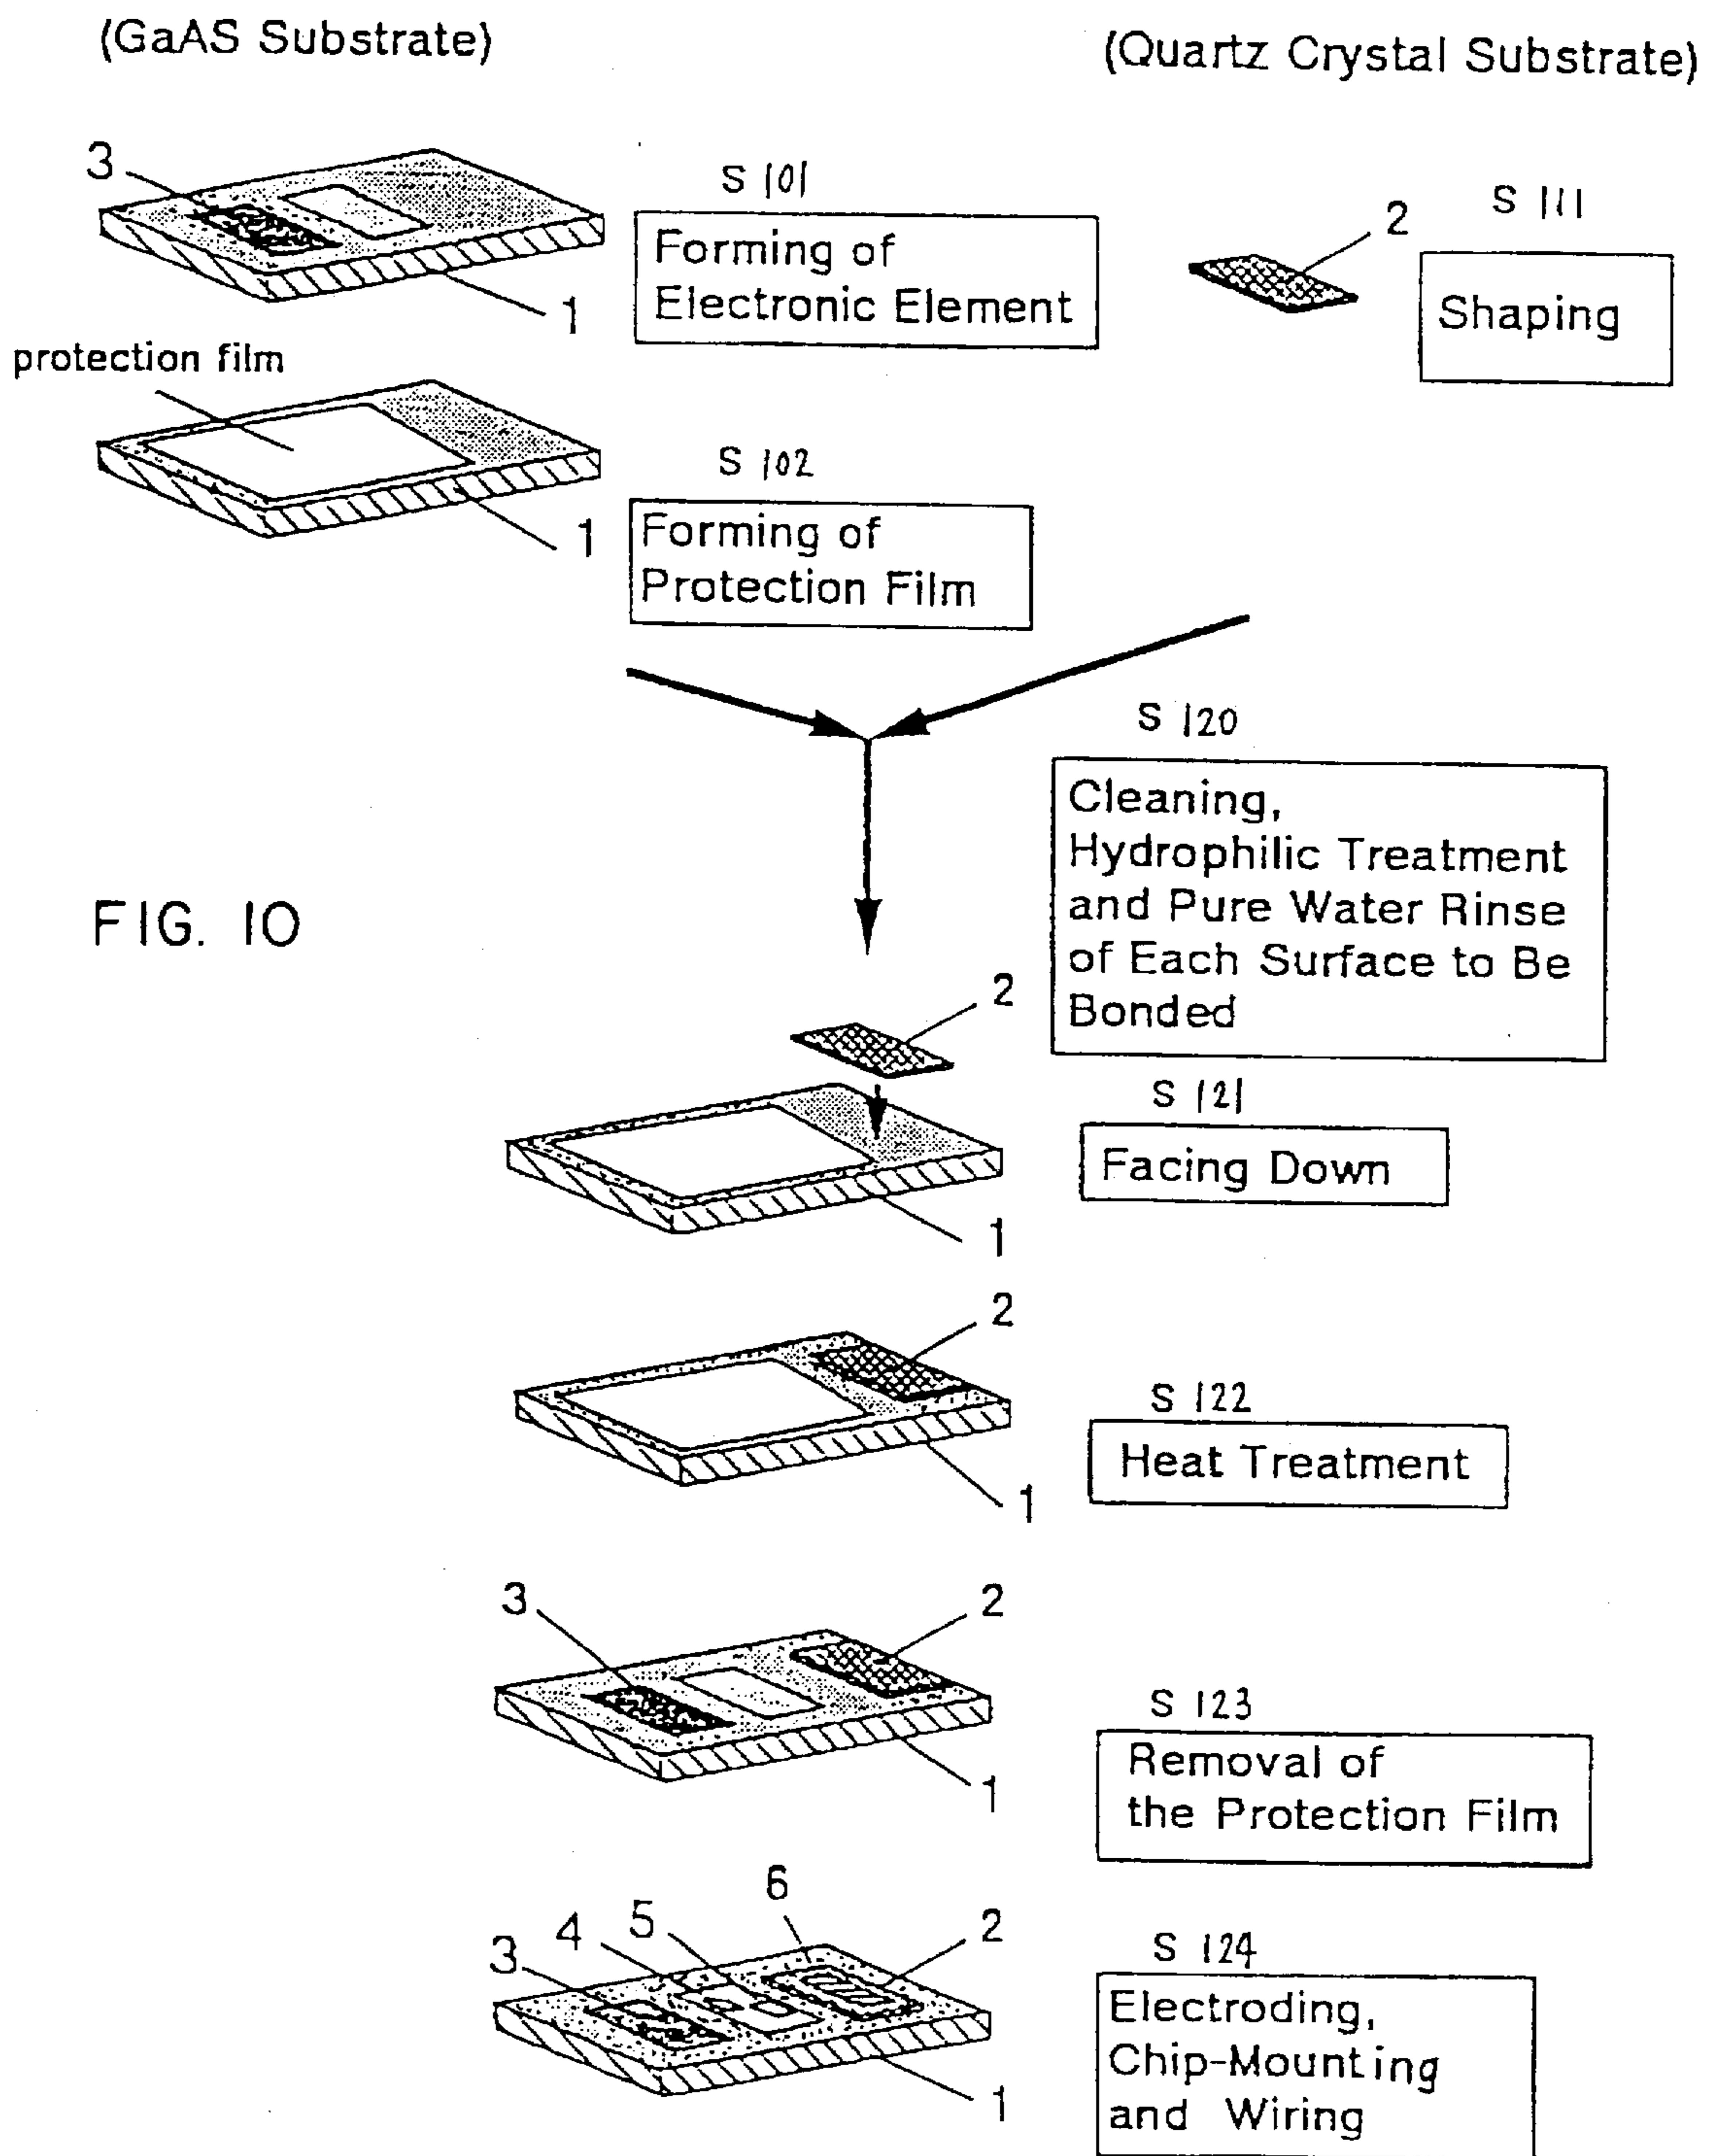 (GaAS Substrate)
(Quartz Crystal Substrate)
3
S 101
Forming of
Electronic Element
1
2
S 111
Shaping
protection film
S 102
1
Forming of
Protection Film
S 120
Cleaning,
Hydrophilic Treatment
and Pure Water Rinse
of Each Surface to Be
Bonded
FIG. 10
2
S 121
Facing Down
1
2
S 122
Heat Treatment
1
3
2
S 123
Removal of
the Protection Film
1
6
5
4
3
2
S 124
Electroding,
Chip-Mounting
and Wiring
1